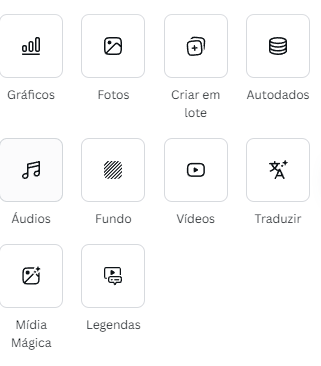 Gráficos
Fotos
Criar em
lote
Autodados
Áudios
Fundo
Vídeos
Traduzir
Mídia
Mágica
Legendas